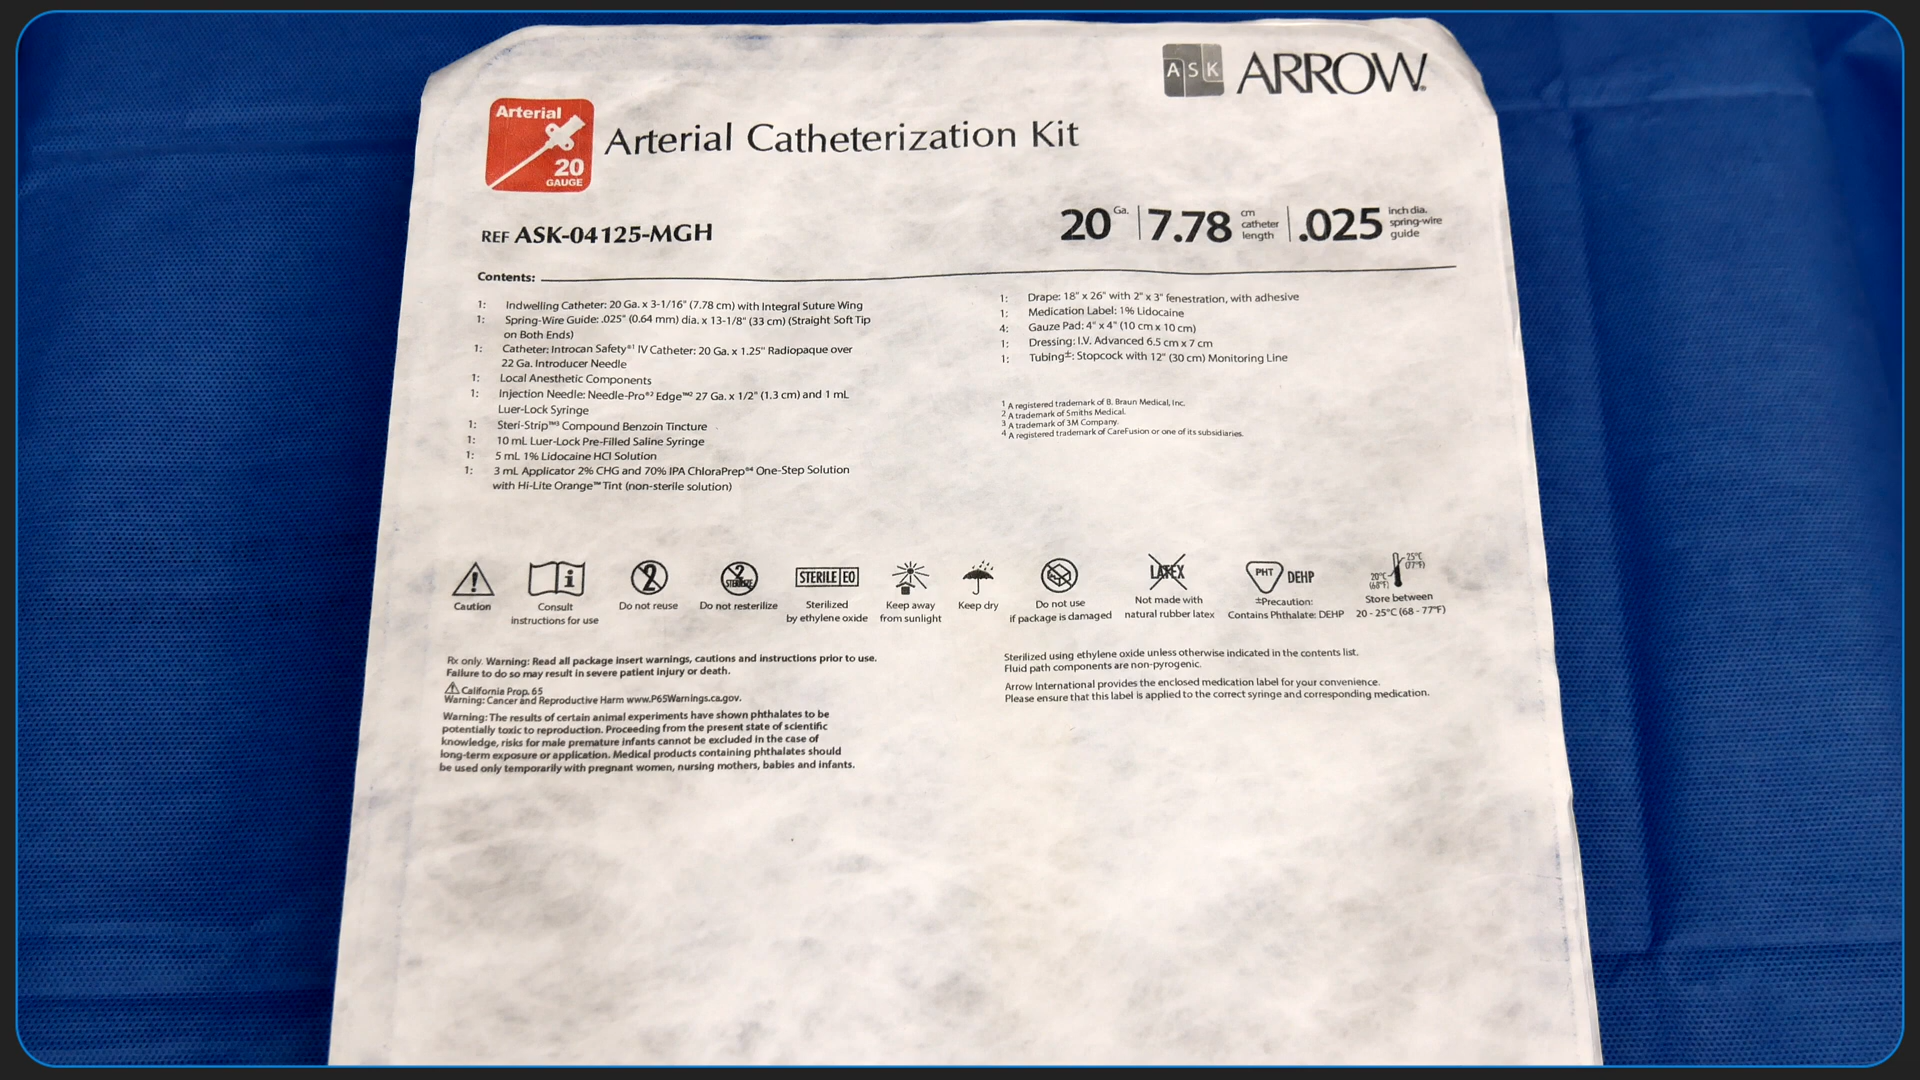 ASK ARROW
Arterial
20
GAUGE
Arterial Catheterization Kit
REF ASK-04125-MGH
20 Ga. | 7.78 cm catheter length | .025 inch dia. spring-wire guide
Contents:
1: Indwelling Catheter: 20 Ga. x 3-1/16" (7.78 cm) with Integral Suture Wing
1: Spring-Wire Guide: .025" (0.64 mm) dia. x 13-1/8" (33 cm) (Straight Soft Tip
on Both Ends)
1: Catheter: Introcan Safety®1 IV Catheter: 20 Ga. x 1.25" Radiopaque over
22 Ga. Introducer Needle
1: Local Anesthetic Components
1: Injection Needle: Needle-Pro®2 Edge™2 27 Ga. x 1/2" (1.3 cm) and 1 mL
Luer-Lock Syringe
1: Steri-Strip™3 Compound Benzoin Tincture
1: 10 mL Luer-Lock Pre-Filled Saline Syringe
1: 5 mL 1% Lidocaine HCl Solution
1: 3 mL Applicator 2% CHG and 70% IPA ChloraPrep®4 One-Step Solution
with Hi-Lite Orange™ Tint (non-sterile solution)
1: Drape: 18" x 26" with 2" x 3" fenestration, with adhesive
1: Medication Label: 1% Lidocaine
4: Gauze Pad: 4" x 4" (10 cm x 10 cm)
1: Dressing: I.V. Advanced 6.5 cm x 7 cm
1: Tubing±: Stopcock with 12" (30 cm) Monitoring Line
1 A registered trademark of B. Braun Medical, Inc.
2 A trademark of Smiths Medical.
3 A trademark of 3M Company.
4 A registered trademark of CareFusion or one of its subsidiaries.
Caution
Consult
instructions for use
2
Do not reuse
2 STERILIZE
Do not resterilize
STERILE EO
Sterilized
by ethylene oxide
Keep away
from sunlight
Keep dry
Do not use
if package is damaged
LATEX
Not made with
natural rubber latex
PHT DEHP
±Precaution:
Contains Phthalate: DEHP
25°C
(77°F)
20°C
(68°F)
Store between
20 - 25°C (68 - 77°F)
Rx only. Warning: Read all package insert warnings, cautions and instructions prior to use.
Failure to do so may result in severe patient injury or death.
California Prop. 65
Warning: Cancer and Reproductive Harm www.P65Warnings.ca.gov.
Warning: The results of certain animal experiments have shown phthalates to be
potentially toxic to reproduction. Proceeding from the present state of scientific
knowledge, risks for male premature infants cannot be excluded in the case of
long-term exposure or application. Medical products containing phthalates should
be used only temporarily with pregnant women, nursing mothers, babies and infants.
Sterilized using ethylene oxide unless otherwise indicated in the contents list.
Fluid path components are non-pyrogenic.
Arrow International provides the enclosed medication label for your convenience.
Please ensure that this label is applied to the correct syringe and corresponding medication.